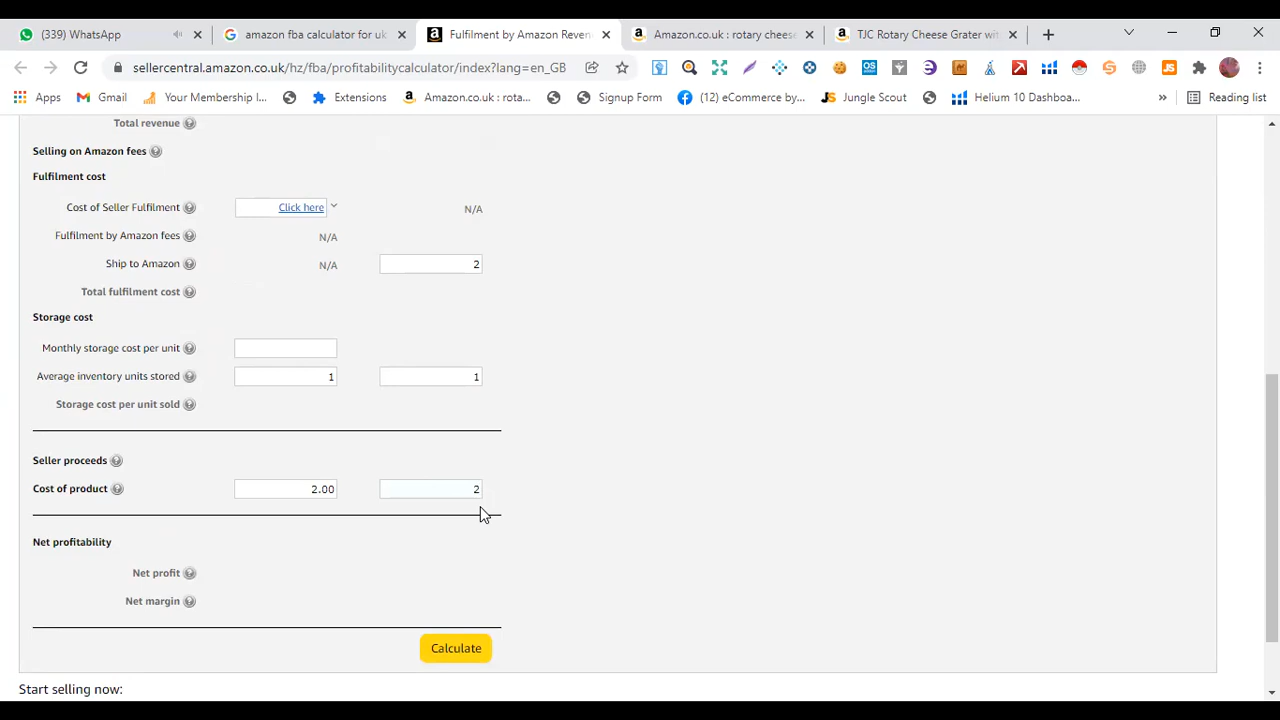 (339) WhatsApp
amazon fba calculator for uk
Fulfilment by Amazon Reven
Amazon.co.uk : rotary cheese
TJC Rotary Cheese Grater wit
sellercentral.amazon.co.uk/hz/fba/profitabilitycalculator/index?lang=en_GB
Apps
Gmail
Your Membership I...
Extensions
Amazon.co.uk : rota...
Signup Form
(12) eCommerce by...
Jungle Scout
Helium 10 Dashboa...
»
Reading list
Total revenue
Selling on Amazon fees
Fulfilment cost
Cost of Seller Fulfilment Click here N/A
Fulfilment by Amazon fees N/A
Ship to Amazon N/A 2
Total fulfilment cost
Storage cost
Monthly storage cost per unit
Average inventory units stored 1 1
Storage cost per unit sold
Seller proceeds
Cost of product 2.00 2
Net profitability
Net profit
Net margin
Calculate
Start selling now: